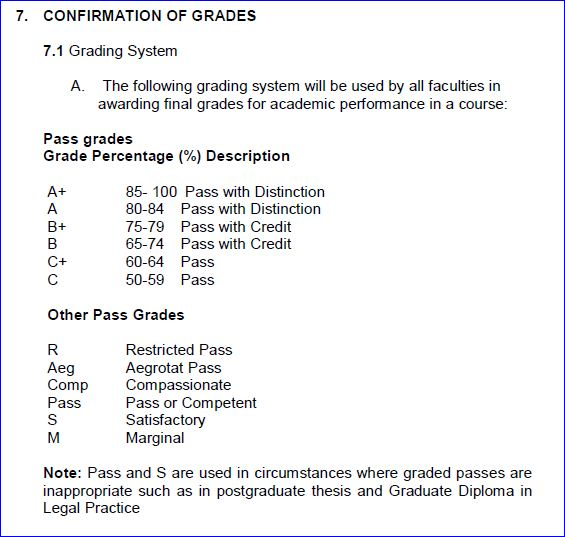 7. CONFIRMATION OF GRADES
7.1 Grading System
A. The following grading system will be used by all faculties in
awarding final grades for academic performance in a course:
Pass grades
Grade Percentage (%) Description
A+ 85- 100 Pass with Distinction
A 80-84 Pass with Distinction
B+ 75-79 Pass with Credit
B 65-74 Pass with Credit
C+ 60-64 Pass
C 50-59 Pass
Other Pass Grades
R Restricted Pass
Aeg Aegrotat Pass
Comp Compassionate
Pass Pass or Competent
S Satisfactory
M Marginal
Note: Pass and S are used in circumstances where graded passes are
inappropriate such as in postgraduate thesis and Graduate Diploma in
Legal Practice